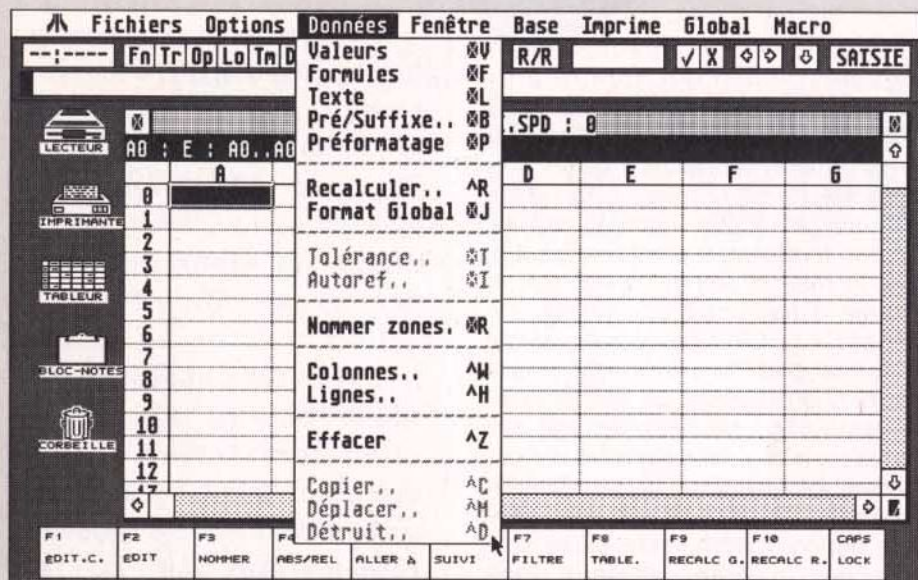 Fichiers Options Données Fenêtre Base Imprime Global Macro
--:---- Fn Tr Op Lo Tm D R/R SAISIE
Valeurs V
Formules F
Texte L
Pré/Suffixe.. B
Préformatage P
Recalculer.. ^R
Format Global J
Tolérance.. T
Autoref.. I
Nommer zones. R
Colonnes.. ^W
Lignes.. ^H
Effacer ^Z
Copier.. ^C
Déplacer.. ^M
Détruit.. ^D
.SPD : 0
A0 : E : A0..A0
A D E F G
0
1
2
3
4
5
6
7
8
9
10
11
12
LECTEUR
IMPRIMANTE
TABLEUR
BLOC-NOTES
CORBEILLE
F1 F2 F3 F4 F7 F8 F9 F10 CAPS
EDIT.C. EDIT NOMMER ABS/REL ALLER à SUIVI FILTRE TABLE. RECALC G. RECALC R. LOCK